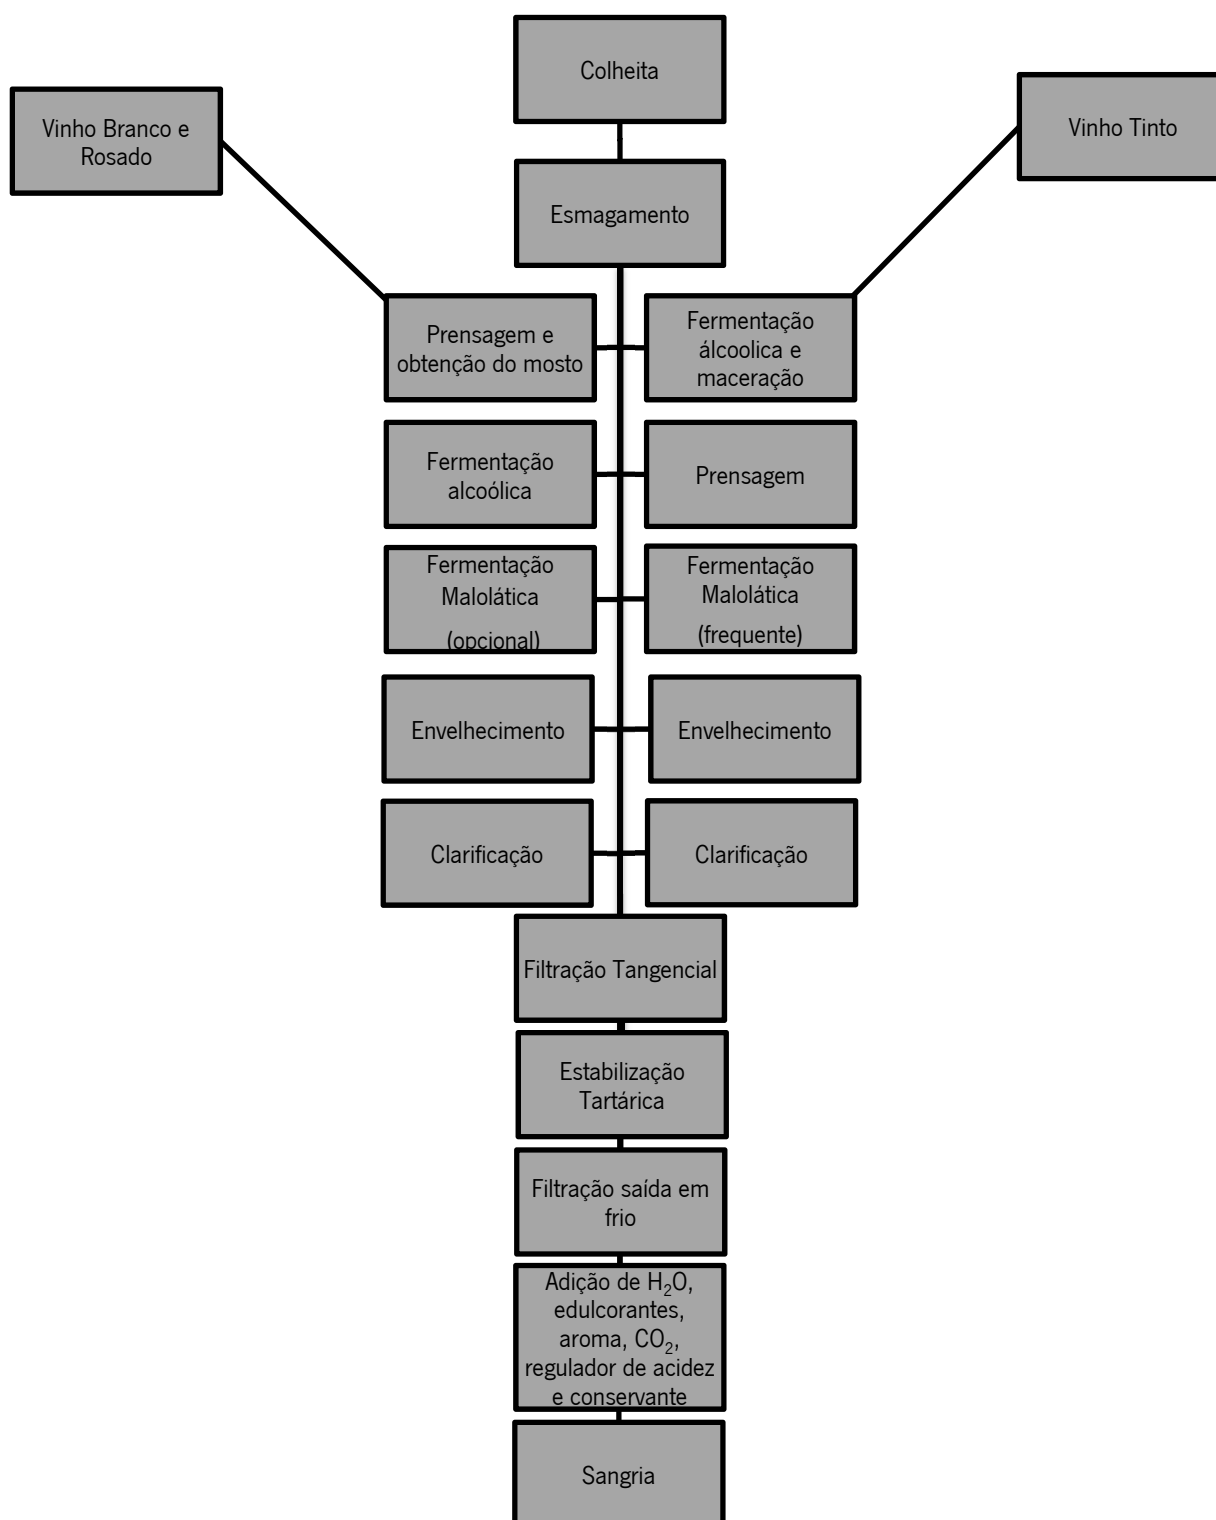 Colheita
Vinho Branco e
Rosado
Vinho Tinto
Esmagamento
Prensagem e
obtenção do mosto
Fermentação
álcoolica e
maceração
Fermentação
alcoólica
Prensagem
Fermentação
Malolática
(opcional)
Fermentação
Malolática
(frequente)
Envelhecimento
Envelhecimento
Clarificação
Clarificação
Filtração Tangencial
Estabilização
Tartárica
Filtração saída em
frio
Adição de H₂O,
edulcorantes,
aroma, CO₂,
regulador de acidez
e conservante
Sangria